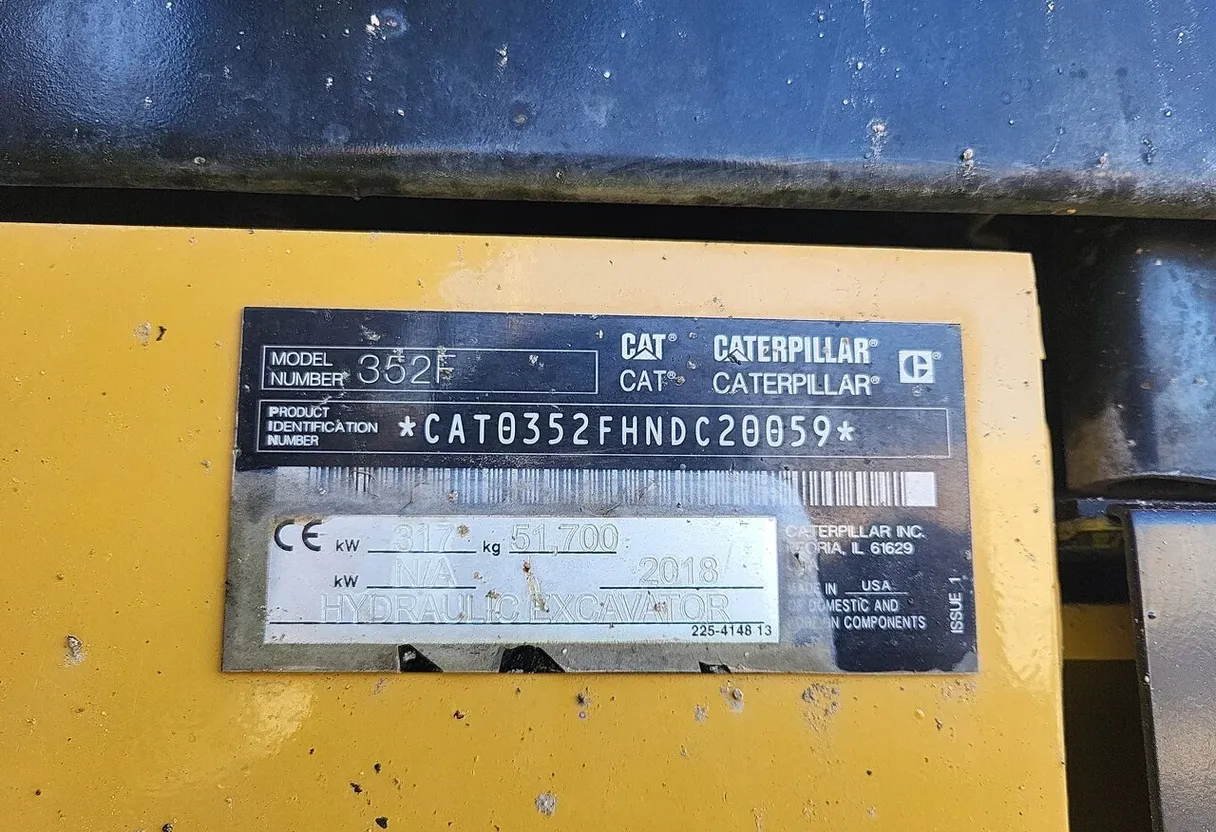 MODEL NUMBER 352F
CAT® CATERPILLAR®
CAT® CATERPILLAR®
PRODUCT
IDENTIFICATION
NUMBER
*CAT0352FHNDC20059*
CE kW 317 kg 51,700
kW N/A 2018
HYDRAULIC EXCAVATOR
225-4148 13
CATERPILLAR INC.
PEORIA, IL 61629
MADE IN USA
OF DOMESTIC AND
FOREIGN COMPONENTS
ISSUE 1